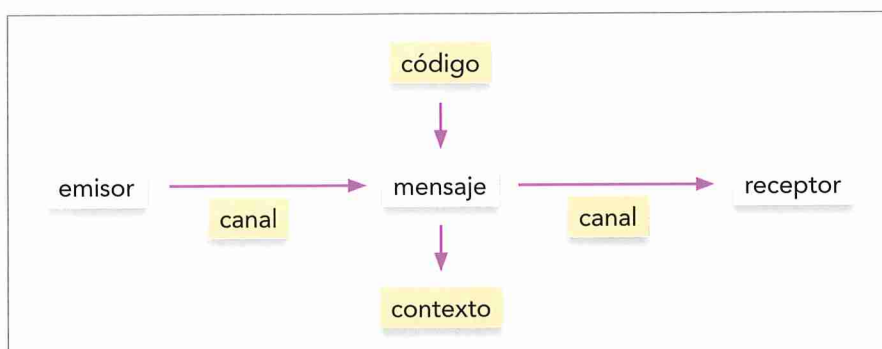 código
emisor mensaje receptor
canal canal
contexto